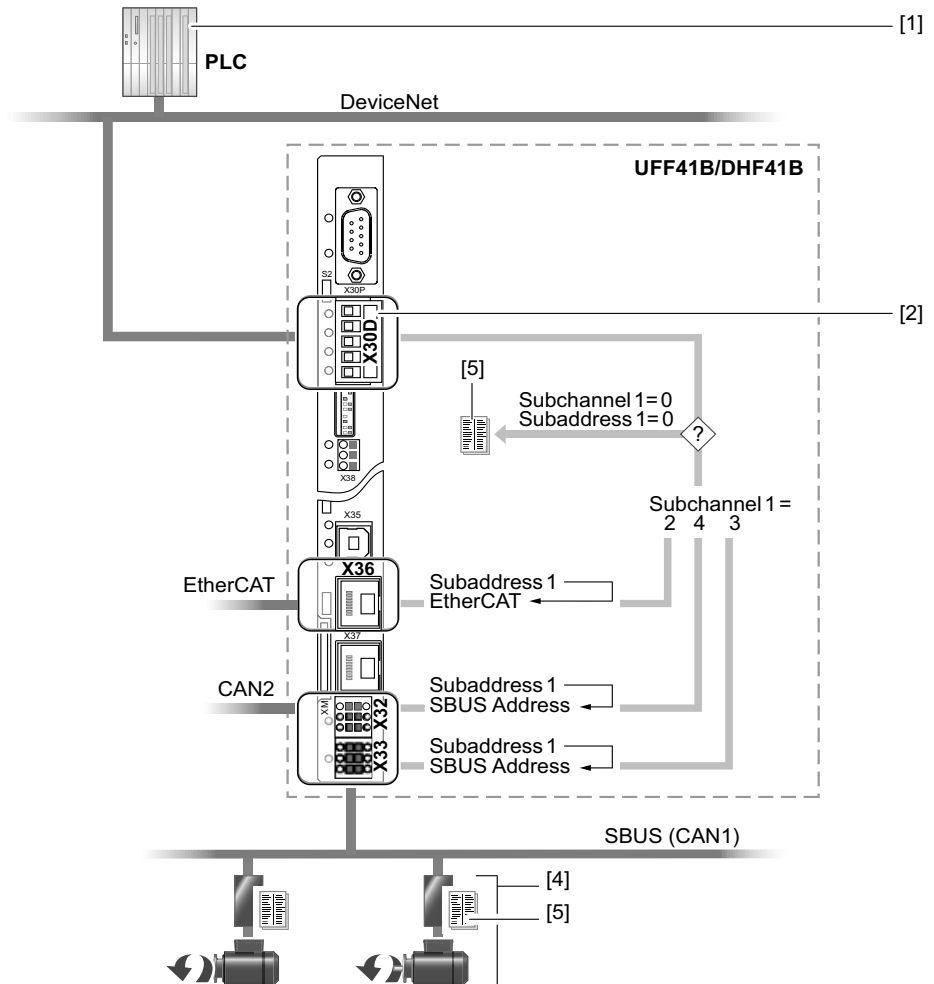 [1]
PLC
DeviceNet
UFF41B/DHF41B
S2
X30P
[2]
X30D
[5]
Subchannel 1= 0
Subaddress 1= 0
?
X38
Subchannel 1 =
2 4 3
X35
X36
EtherCAT
Subaddress 1
EtherCAT
X37
CAN2
XM
X32
Subaddress 1
SBUS Address
X33
Subaddress 1
SBUS Address
SBUS (CAN1)
[4]
[5]